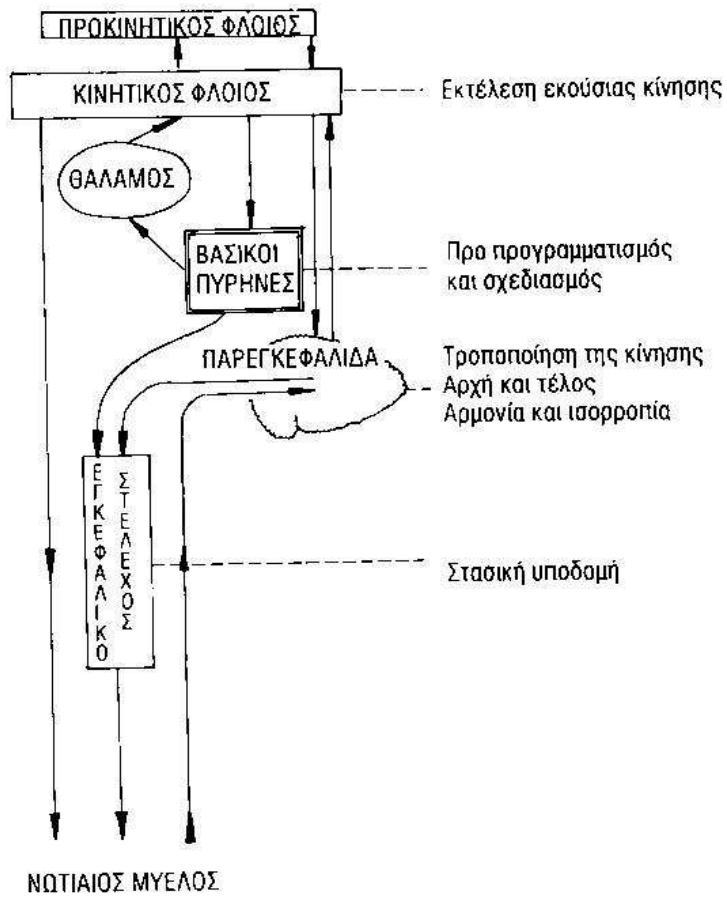 ΠΡΟΚΙΝΗΤΙΚΟΣ ΦΛΟΙΟΣ
ΚΙΝΗΤΙΚΟΣ ΦΛΟΙΟΣ
Εκτέλεση εκούσιας κίνησης
ΘΑΛΑΜΟΣ
ΒΑΣΙΚΟΙ
ΠΥΡΗΝΕΣ
Προ προγραμματισμός
και σχεδιασμός
ΠΑΡΕΓΚΕΦΑΛΙΔΑ
Τροποποίηση της κίνησης
Αρχή και τέλος
Αρμονία και ισορροπία
ΕΓΚΕΦΑΛΙΚΟ
ΣΤΕΛΕΧΟΣ
Στασική υποδομή
ΝΩΤΙΑΙΟΣ ΜΥΕΛΟΣ